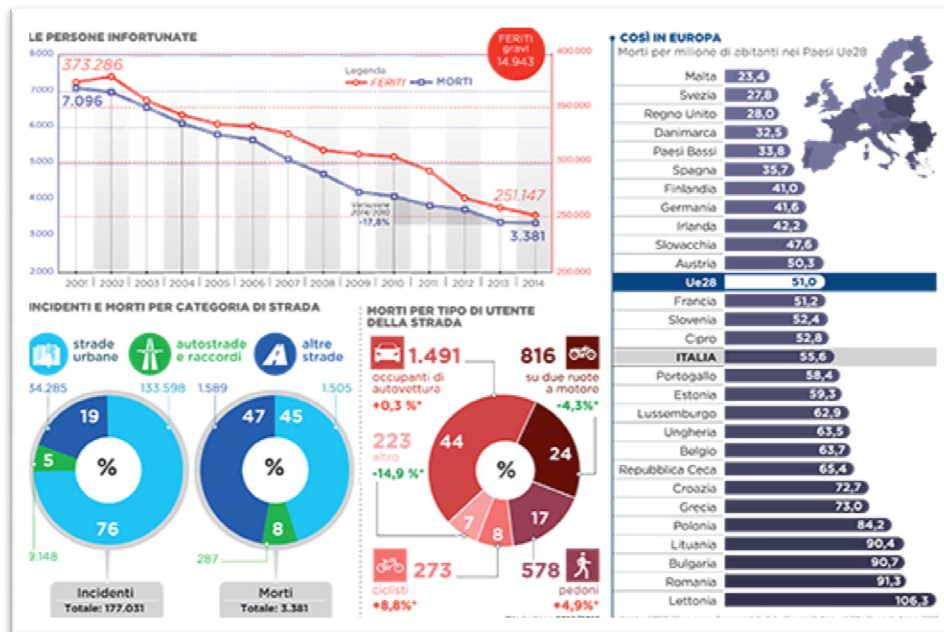 LE PERSONE INFORTUNATE
FERITI
gravi
14.943
8.000
7.000
6.000
5.000
4.000
3.000
2.000
400.000
350.000
300.000
250.000
200.000
373.286
7.096
Legenda
FERITI
MORTI
Variazione
2014/2010
-17,8%
251.147
3.381
2001 2002 2003 2004 2005 2006 2007 2008 2009 2010 2011 2012 2013 2014
INCIDENTI E MORTI PER CATEGORIA DI STRADA
strade
urbane
autostrade
e raccordi
altre
strade
34.285
133.598
1.589
1.505
19
5
%
76
9.148
47
45
%
8
287
Incidenti
Totale: 177.031
Morti
Totale: 3.381
MORTI PER TIPO DI UTENTE
DELLA STRADA
1.491
occupanti di
autovettura
+0,3 %*
816
su due ruote
a motore
-4,3%*
223
altro
-14,9 %*
44
24
%
7
8
17
273
ciclisti
+8,8%*
578
pedoni
+4,9%*
COSÌ IN EUROPA
Morti per milione di abitanti nei Paesi Ue28
Malta 23,4
Svezia 27,8
Regno Unito 28,0
Danimarca 32,5
Paesi Bassi 33,8
Spagna 35,7
Finlandia 41,0
Germania 41,6
Irlanda 42,2
Slovacchia 47,6
Austria 50,3
Ue28 51,0
Francia 51,2
Slovenia 52,4
Cipro 52,8
ITALIA 55,6
Portogallo 58,4
Estonia 59,3
Lussemburgo 62,9
Ungheria 63,5
Belgio 63,7
Repubblica Ceca 65,4
Croazia 72,7
Grecia 73,0
Polonia 84,2
Lituania 90,4
Bulgaria 90,7
Romania 91,3
Lettonia 106,3